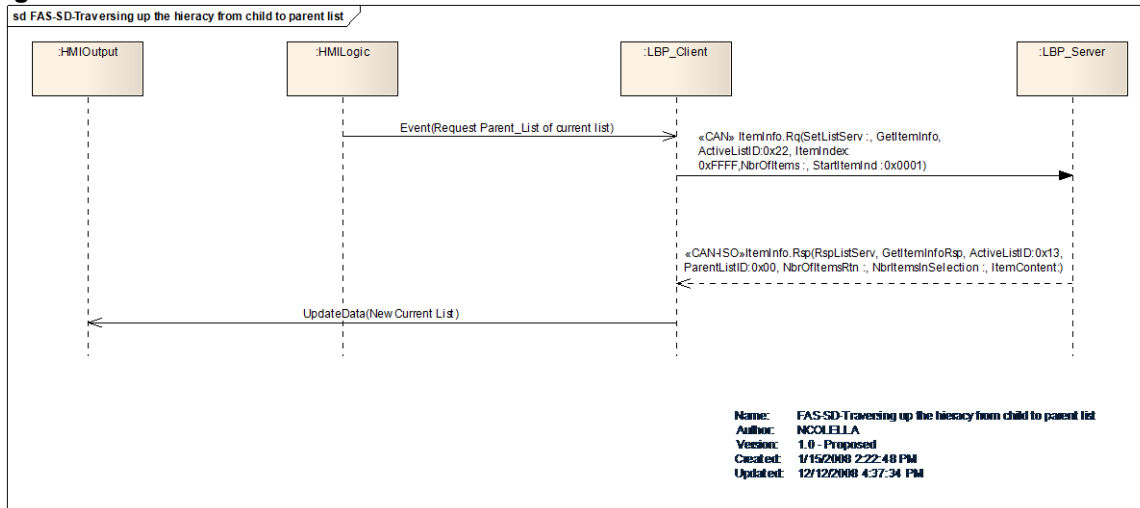 sd FAS-SD-Traversing up the hieracy from child to parent list
:HMIOutput
:HMILogic
:LBP_Client
:LBP_Server
Event(Request Parent_List of current list)
«CAN» ItemInfo.Rq(SetListServ :, GetItemInfo,
ActiveListID:0x22, ItemIndex:
0xFFFF,NbrOfItems :, StartItemInd :0x0001)
«CAN-ISO»ItemInfo.Rsp(RspListServ, GetItemInfoRsp, ActiveListID:0x13,
ParentListID:0x00, NbrOfItemsRtn :, NbrItemsInSelection :, ItemContent:)
UpdateData(New Current List)
Name: FAS-SD-Traversing up the hieracy from child to parent list
Author: NCOLELLA
Version: 1.0 - Proposed
Created: 1/15/2008 2:22:48 PM
Updated: 12/12/2008 4:37:34 PM